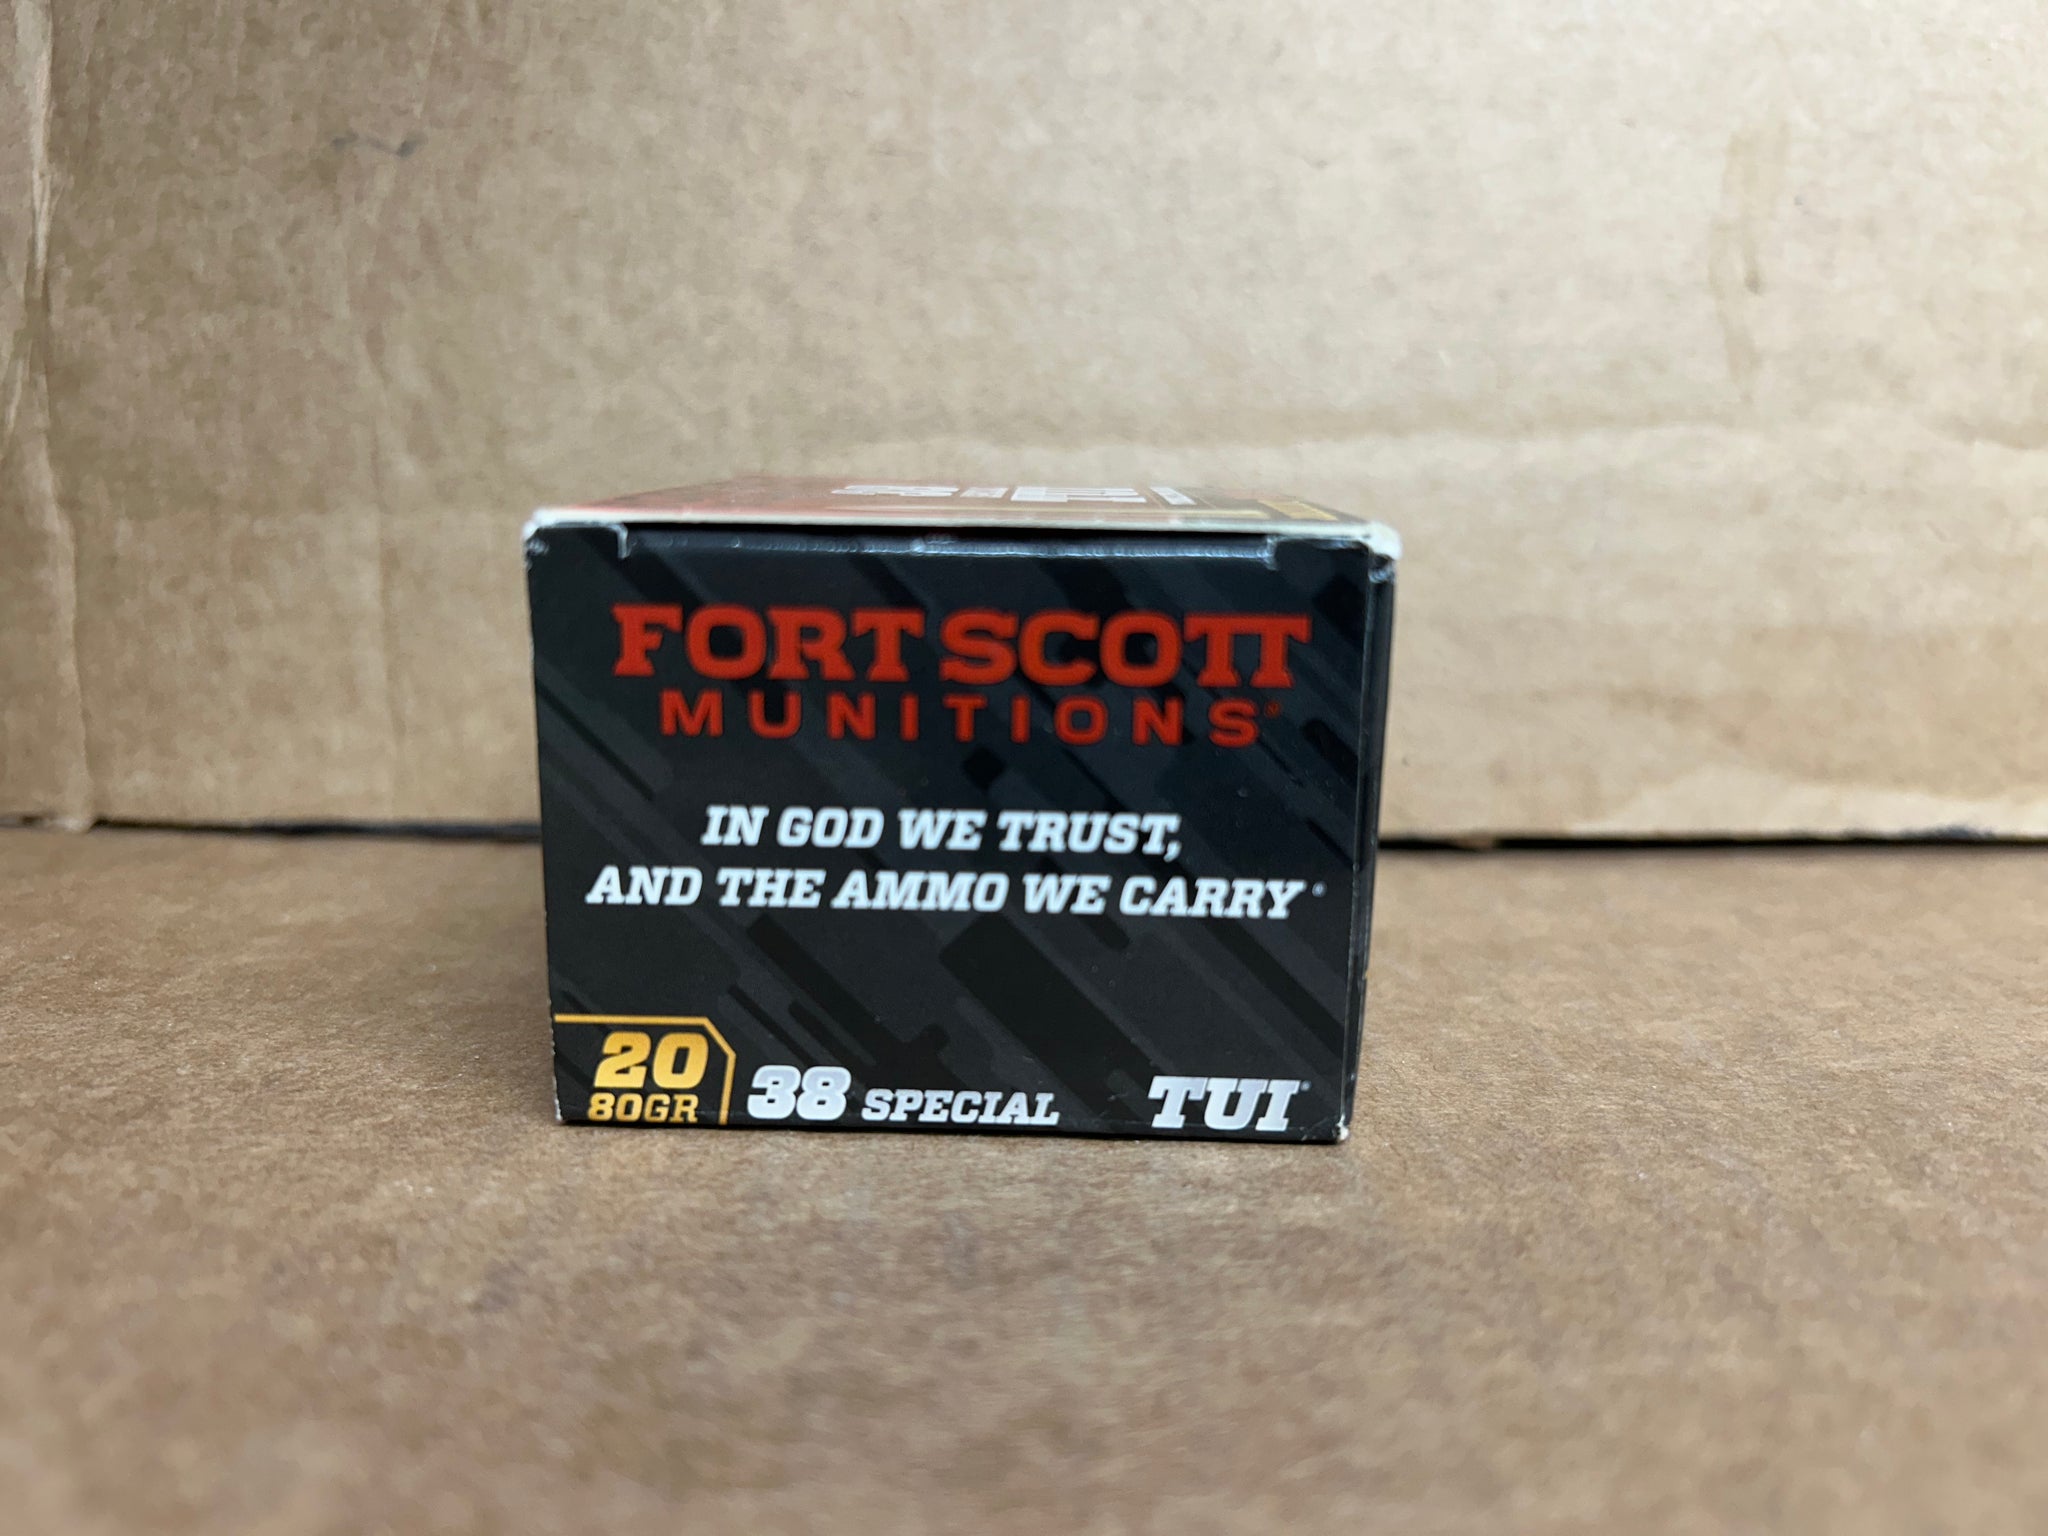 FORT SCOTT
MUNITIONS®
IN GOD WE TRUST,
AND THE AMMO WE CARRY®
20
80GR
38 SPECIAL
TUI®